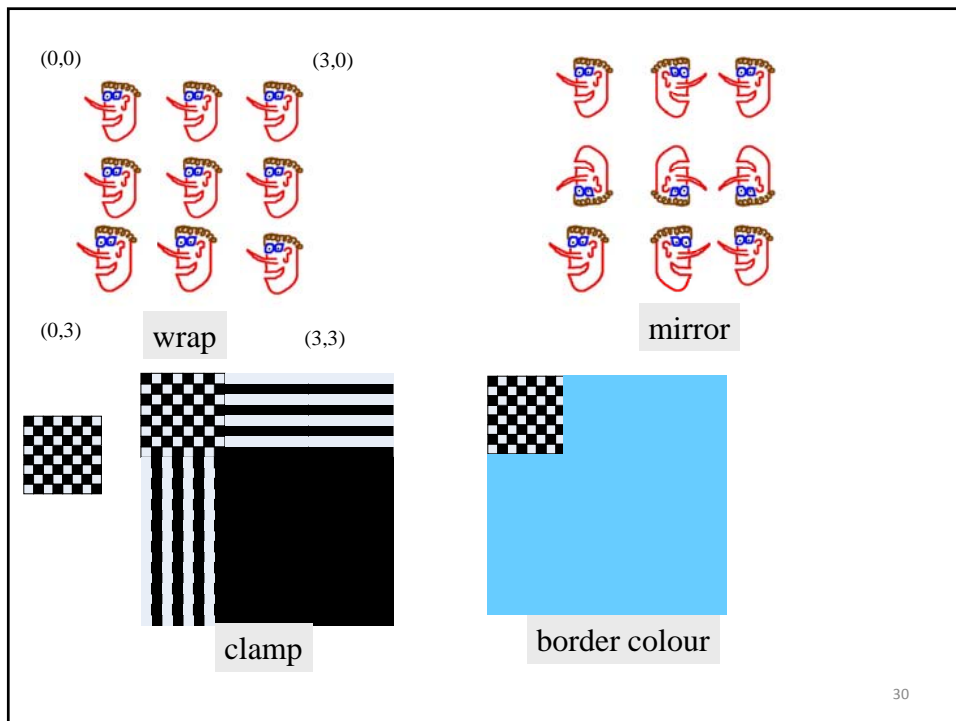 (0,0)
(3,0)
(0,3)
wrap
(3,3)
mirror
clamp
border colour
30